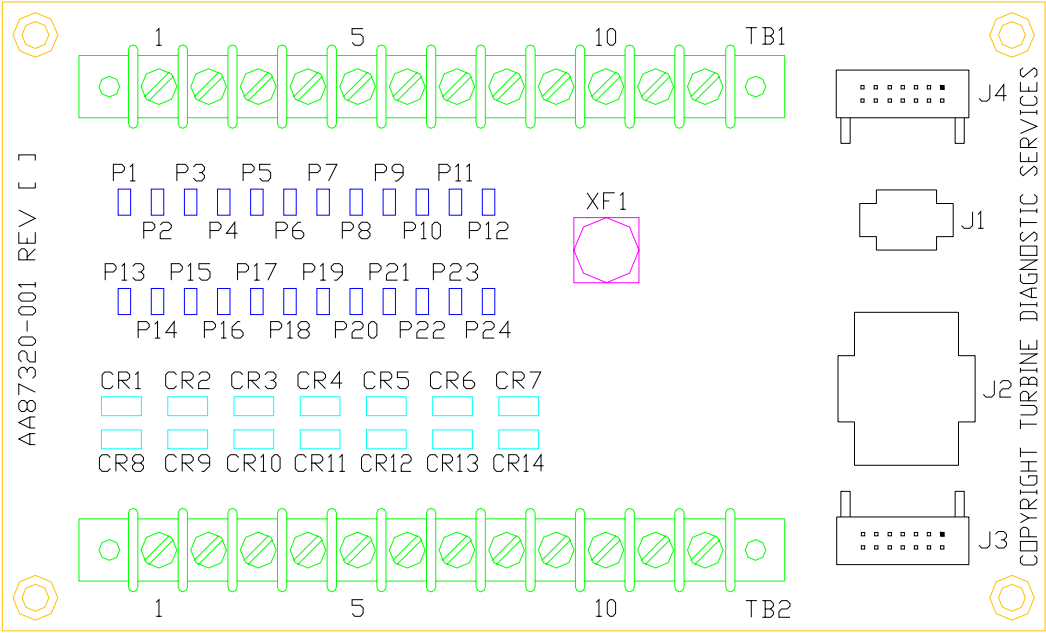 1 5 10 TB1
J4
P1 P3 P5 P7 P9 P11
P2 P4 P6 P8 P10 P12
XF1
J1
P13 P15 P17 P19 P21 P23
P14 P16 P18 P20 P22 P24
CR1 CR2 CR3 CR4 CR5 CR6 CR7
J2
CR8 CR9 CR10 CR11 CR12 CR13 CR14
J3
1 5 10 TB2
AA87320-001 REV [ ]
COPYRIGHT TURBINE DIAGNOSTIC SERVICES